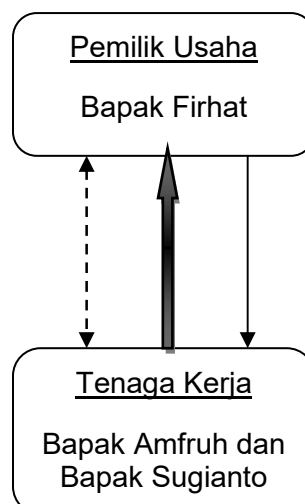 Pemilik Usaha
Bapak Firhat
Tenaga Kerja
Bapak Amfruh dan
Bapak Sugianto